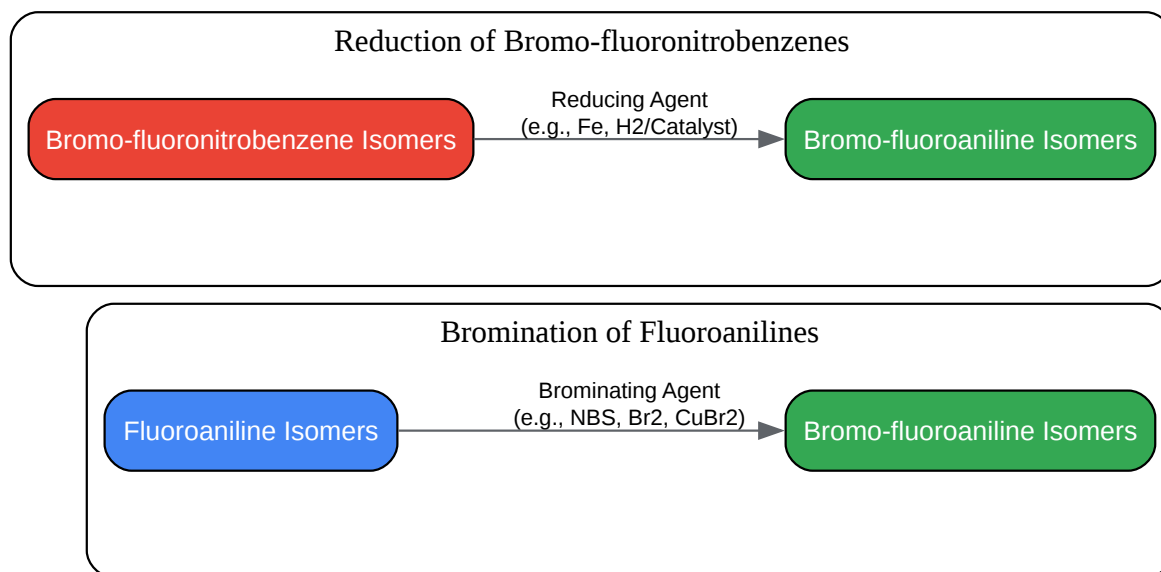 Reduction of Bromo-fluoronitrobenzenes
Bromo-fluoronitrobenzene Isomers
Reducing Agent
(e.g., Fe, H2/Catalyst)
Bromo-fluoroaniline Isomers
Bromination of Fluoroanilines
Fluoroaniline Isomers
Brominating Agent
(e.g., NBS, Br2, CuBr2)
Bromo-fluoroaniline Isomers